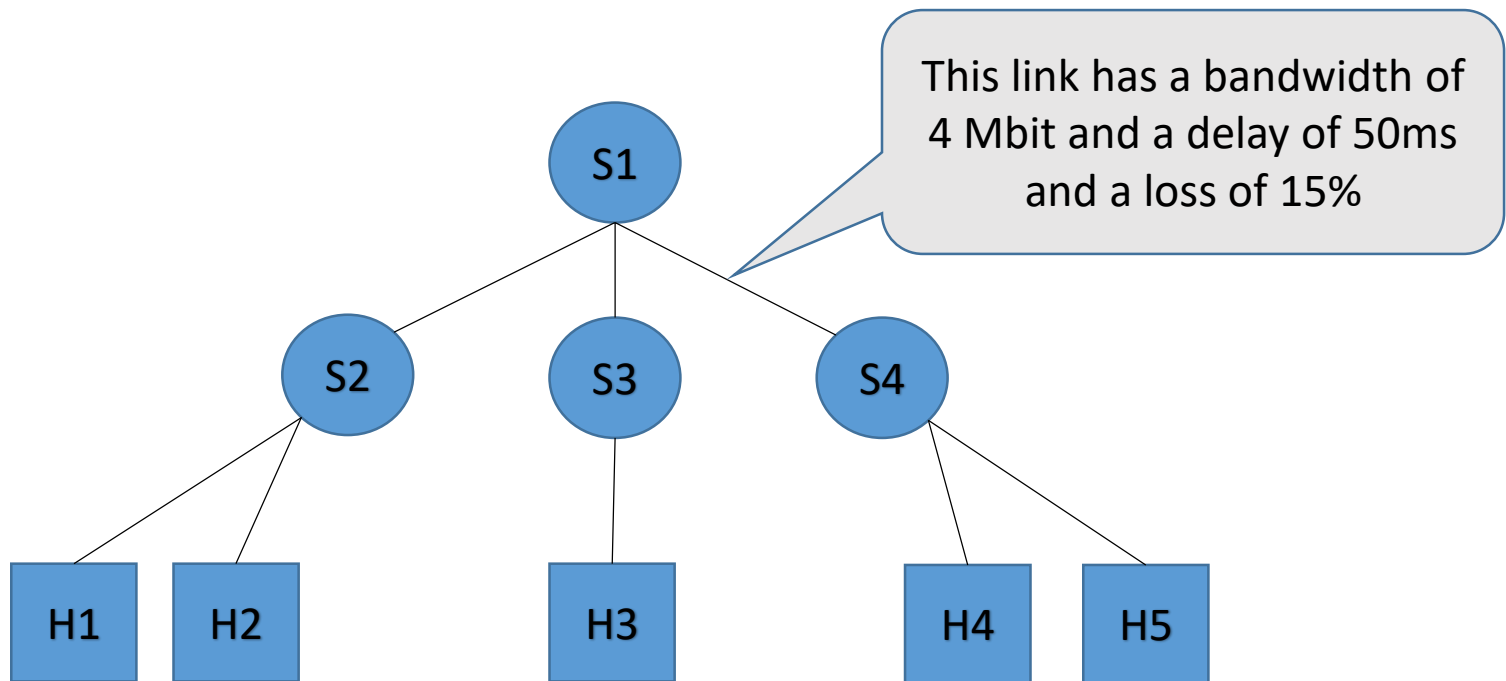 This link has a bandwidth of
4 Mbit and a delay of 50ms
and a loss of 15%
S1
S2
S3
S4
H1
H2
H3
H4
H5